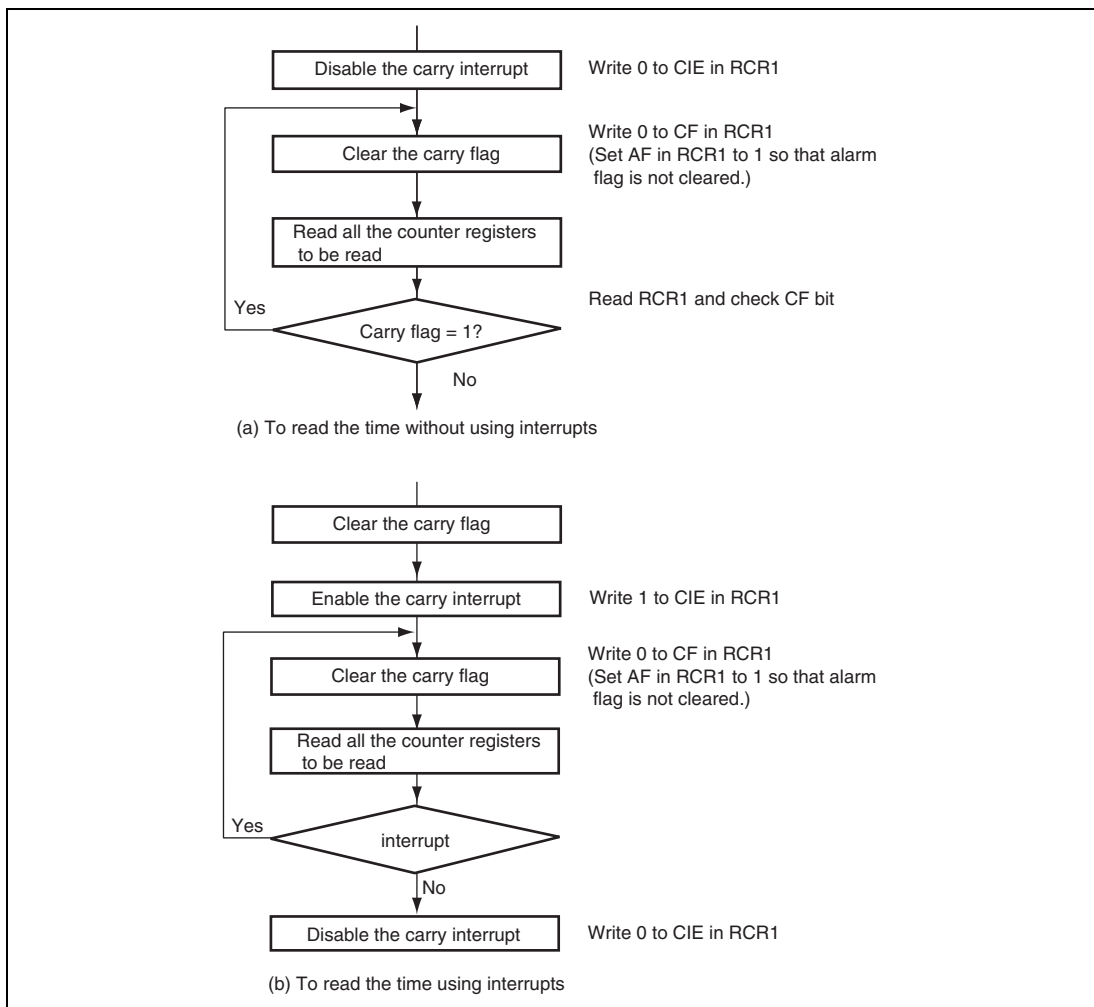 Disable the carry interrupt
Write 0 to CIE in RCR1
Clear the carry flag
Write 0 to CF in RCR1
(Set AF in RCR1 to 1 so that alarm
flag is not cleared.)
Read all the counter registers
to be read
Read RCR1 and check CF bit
Yes
Carry flag = 1?
No
(a) To read the time without using interrupts
Clear the carry flag
Enable the carry interrupt
Write 1 to CIE in RCR1
Clear the carry flag
Write 0 to CF in RCR1
(Set AF in RCR1 to 1 so that alarm
flag is not cleared.)
Read all the counter registers
to be read
Yes
interrupt
No
Disable the carry interrupt
Write 0 to CIE in RCR1
(b) To read the time using interrupts